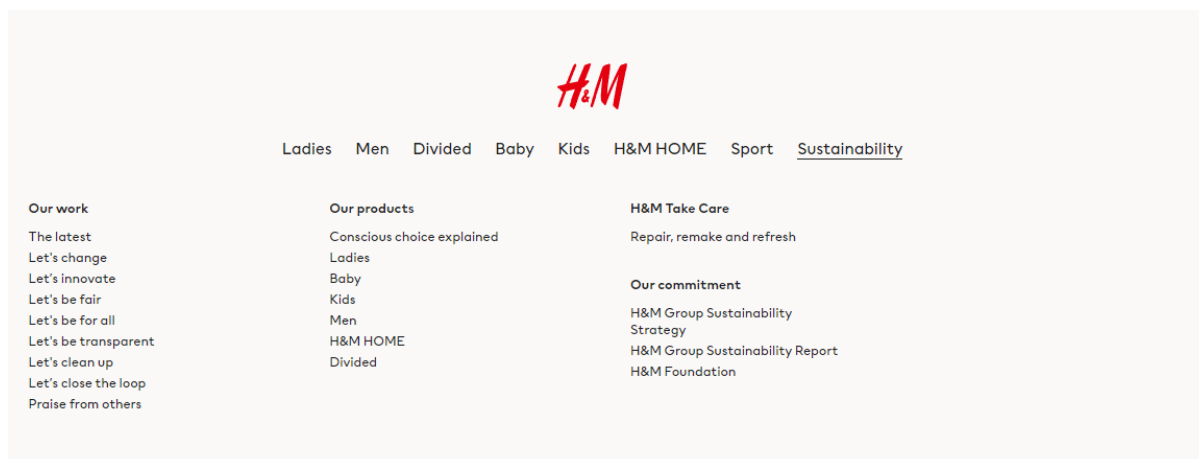 H&M
Ladies Men Divided Baby Kids H&M HOME Sport Sustainability
Our work
The latest
Let's change
Let's innovate
Let's be fair
Let's be for all
Let's be transparent
Let's clean up
Let's close the loop
Praise from others
Our products
Conscious choice explained
Ladies
Baby
Kids
Men
H&M HOME
Divided
H&M Take Care
Repair, remake and refresh
Our commitment
H&M Group Sustainability
Strategy
H&M Group Sustainability Report
H&M Foundation